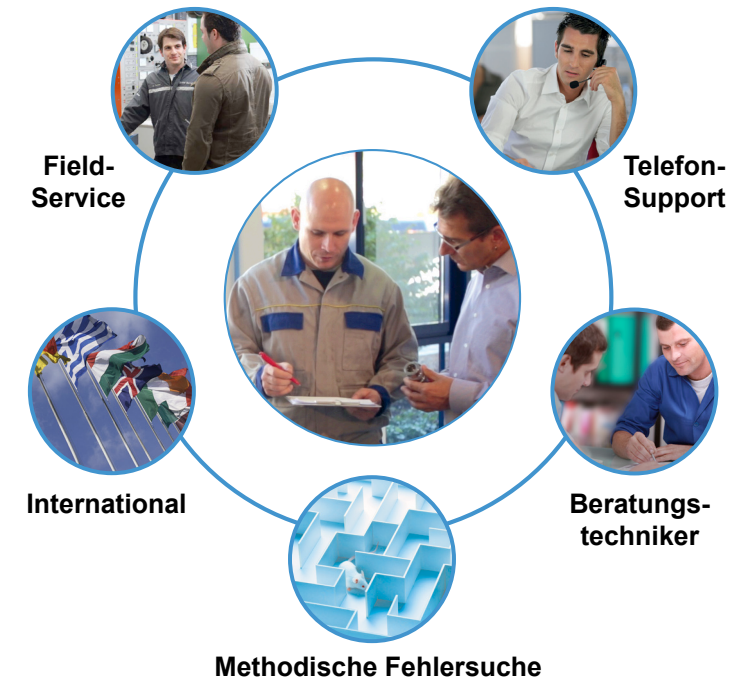 Field-
Service
Telefon-
Support
International
Beratungs-
techniker
Methodische Fehlersuche